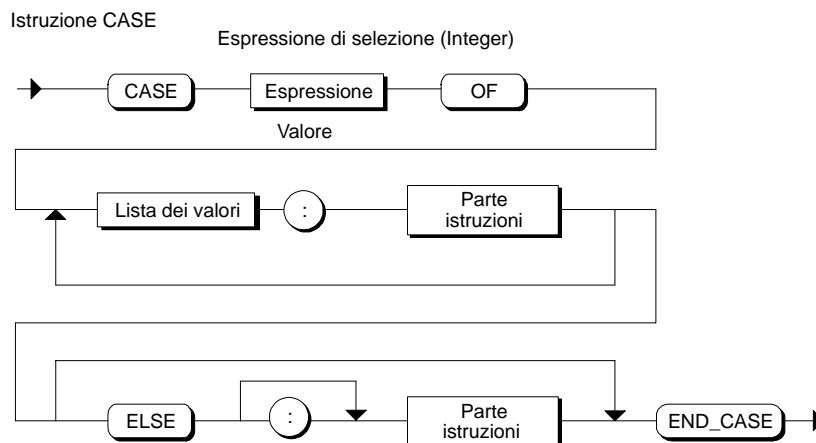 Istruzione CASE
Espressione di selezione (Integer)
CASE Espressione OF
Valore
Lista dei valori : Parte
istruzioni
ELSE : Parte
istruzioni
END_CASE